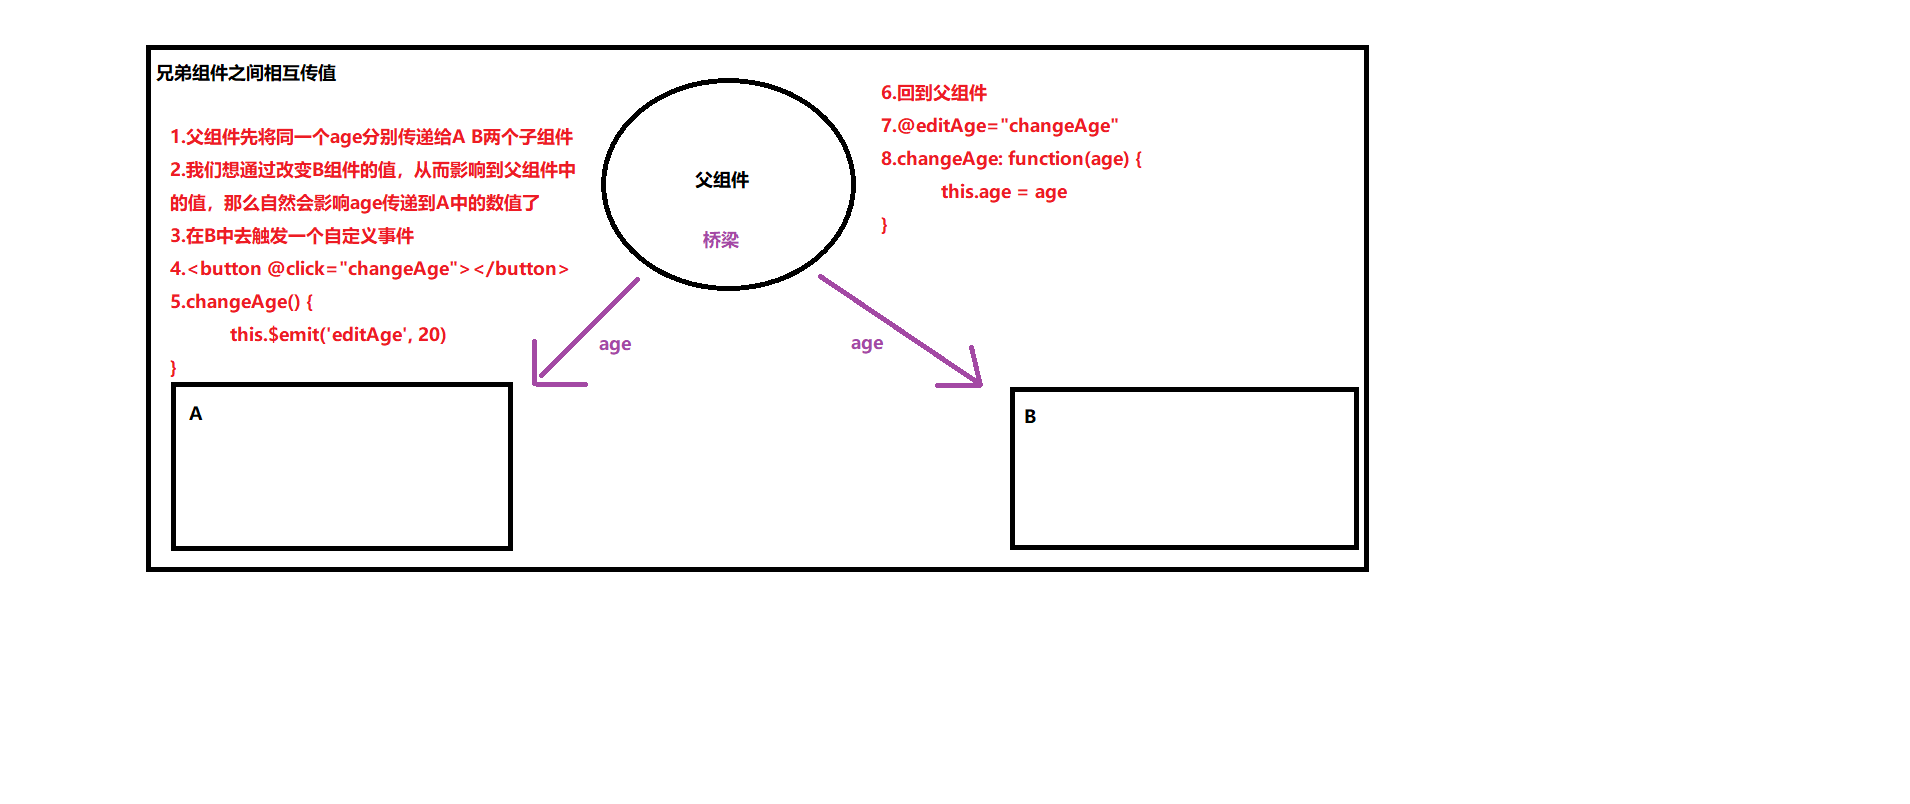 兄弟组件之间相互传值
1.父组件先将同一个age分别传递给A B两个子组件
2.我们想通过改变B组件的值，从而影响到父组件中
的值，那么自然会影响age传递到A中的数值了
3.在B中去触发一个自定义事件
4.<button @click="changeAge"></button>
5.changeAge() {
this.$emit('editAge', 20)
}
父组件
桥梁
6.回到父组件
7.@editAge="changeAge"
8.changeAge: function(age) {
this.age = age
}
age
age
A
B